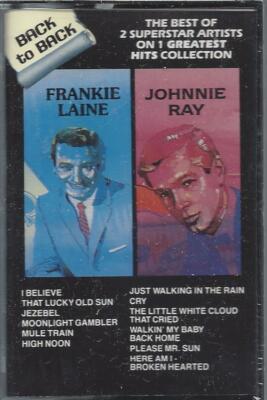 BACK
to BACK
THE BEST OF
2 SUPERSTAR ARTISTS
ON 1 GREATEST
HITS COLLECTION
FRANKIE
LAINE
JOHNNIE
RAY
I BELIEVE
THAT LUCKY OLD SUN
JEZEBEL
MOONLIGHT GAMBLER
MULE TRAIN
HIGH NOON
JUST WALKING IN THE RAIN
CRY
THE LITTLE WHITE CLOUD
THAT CRIED
WALKIN' MY BABY
BACK HOME
PLEASE MR. SUN
HERE AM I -
BROKEN HEARTED